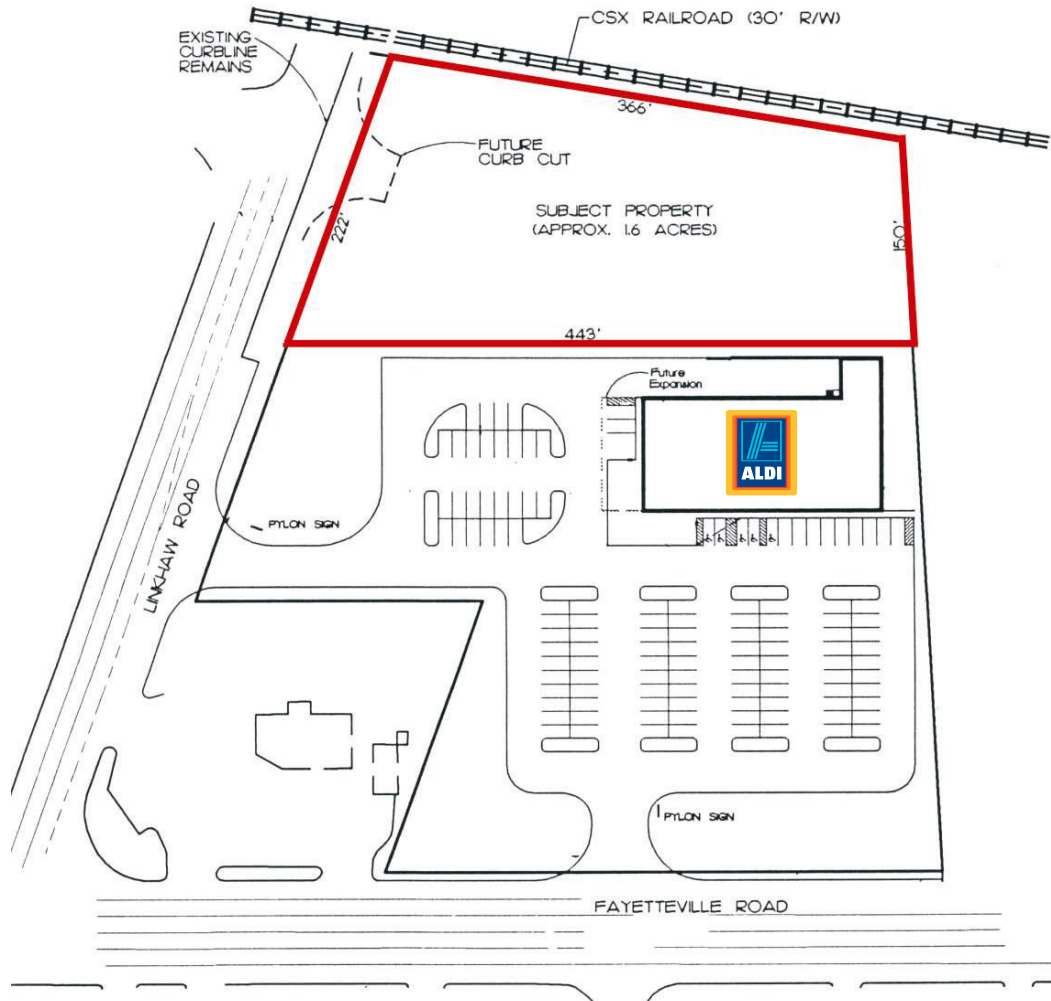 CSX RAILROAD (30' R/W)
EXISTING
CURBLINE
REMAINS
366'
FUTURE
CURB CUT
SUBJECT PROPERTY
(APPROX. 1.6 ACRES)
222'
150'
443'
Future
Expansion
ALDI
PYLON SIGN
LINKHAW ROAD
PYLON SIGN
FAYETTEVILLE ROAD